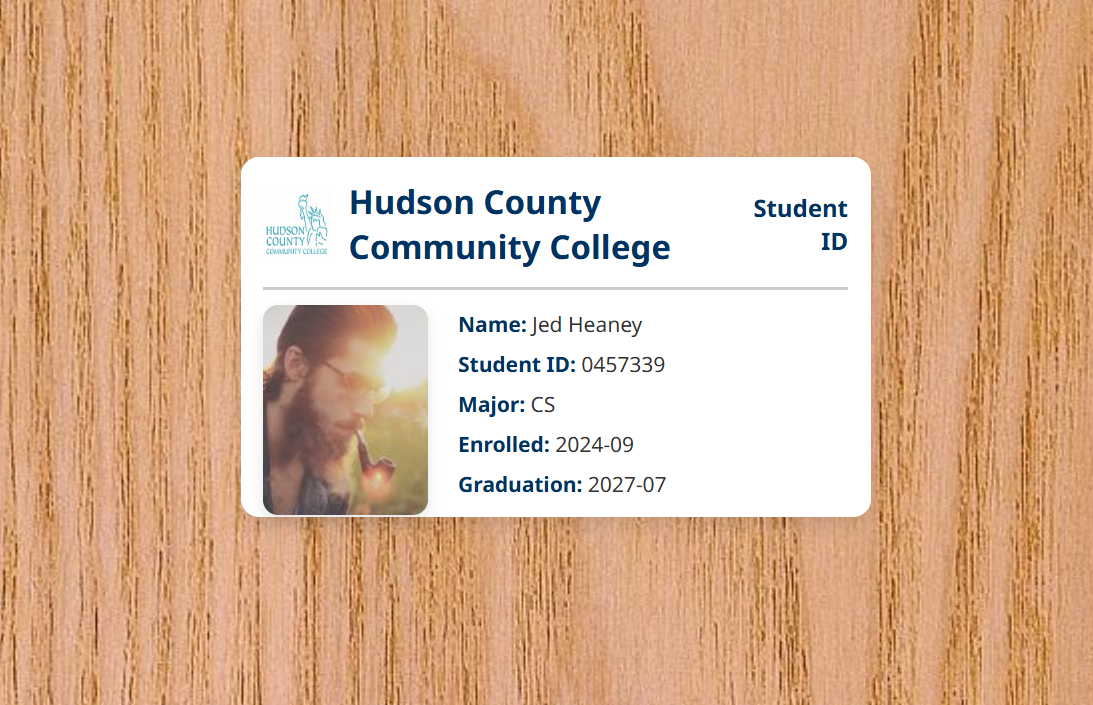 HUDSON
COUNTY
COMMUNITY COLLEGE
Hudson County
Community College
Student
ID
Name: Jed Heaney
Student ID: 0457339
Major: CS
Enrolled: 2024-09
Graduation: 2027-07